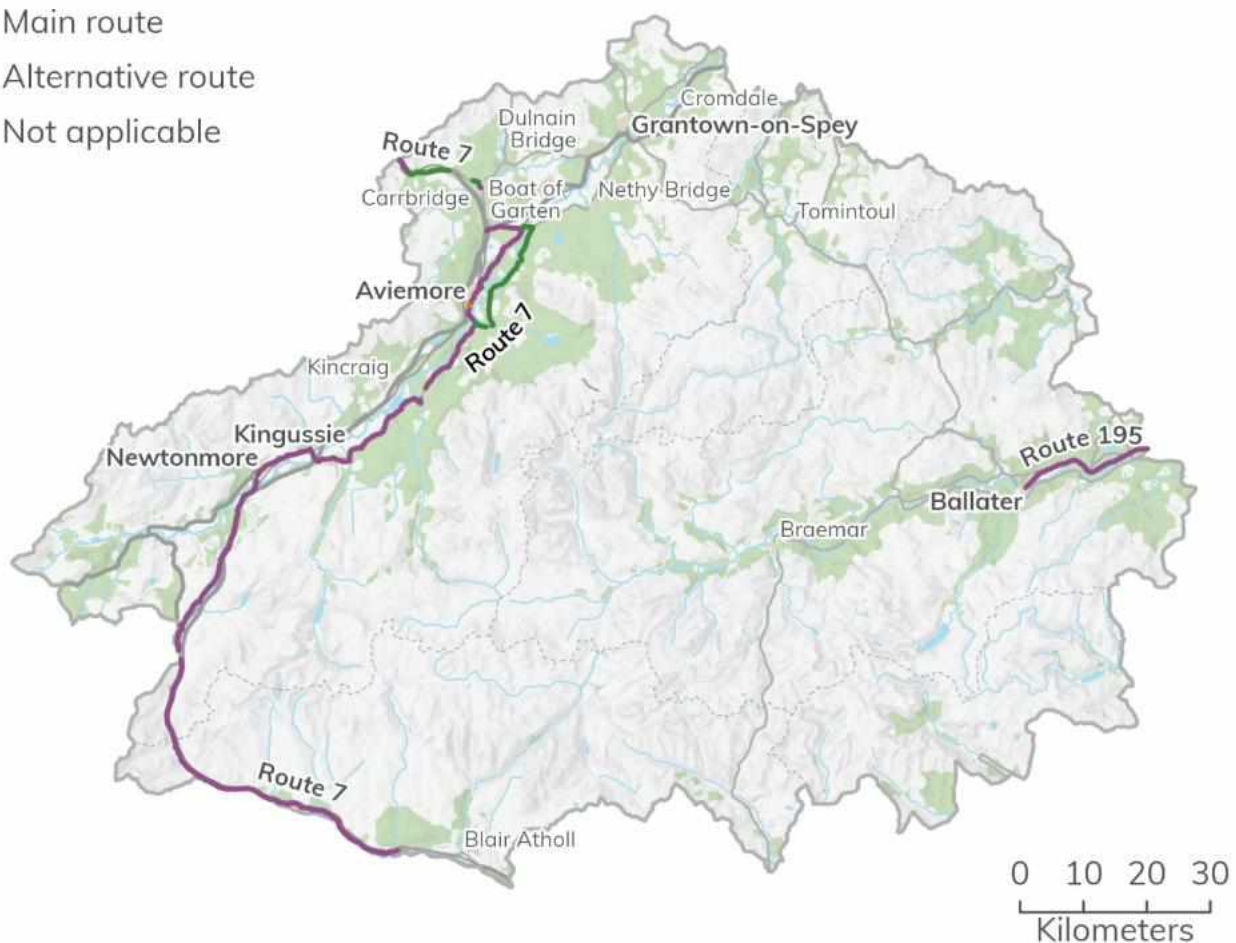 Main route
Alternative route
Not applicable
Cromdale
Dulnain
Bridge
Grantown-on-Spey
Route 7
Carrbridge
Boat of
Garten
Nethy Bridge
Tomintoul
Aviemore
Route 7
Kincraig
Kingussie
Newtonmore
Route 195
Ballater
Braemar
Route 7
Blair Atholl
0 10 20 30
Kilometers